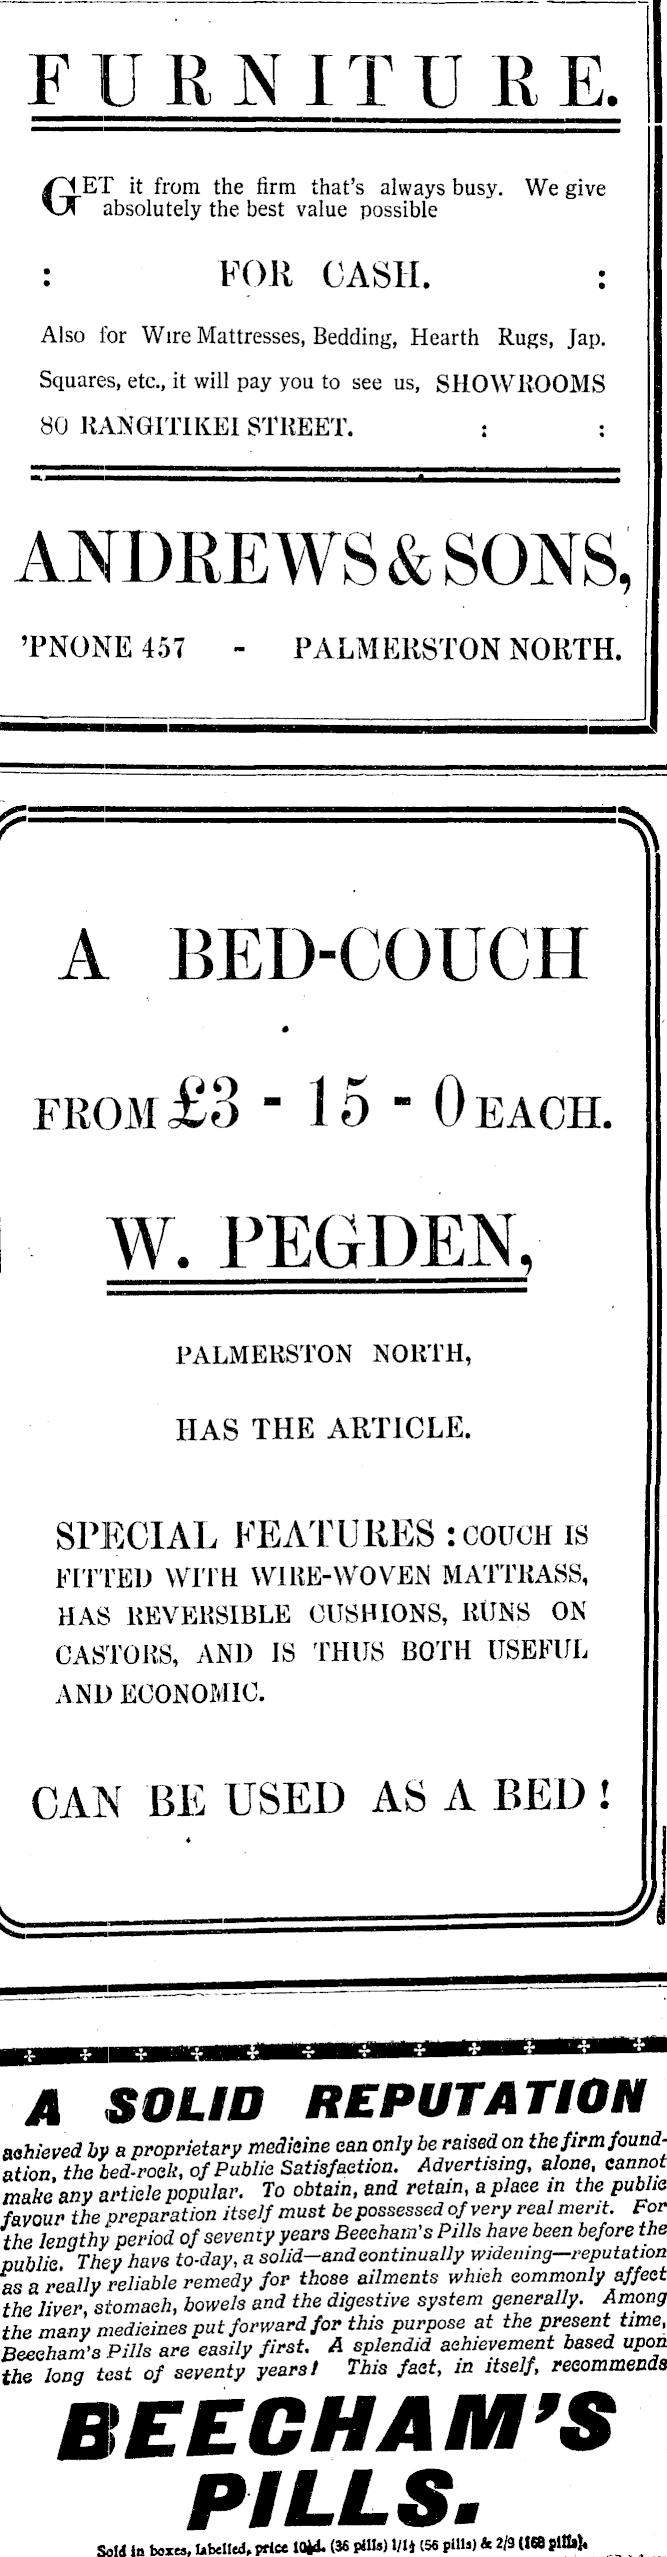 FURNITURE.
GET it from the firm that's always busy. We give
absolutely the best value possible
: FOR CASH. :
Also for Wire Mattresses, Bedding, Hearth Rugs, Jap.
Squares, etc., it will pay you to see us, SHOWROOMS
80 RANGITIKEI STREET. : :
ANDREWS & SONS,
'PNONE 457 - PALMERSTON NORTH.
A BED-COUCH
FROM £3 - 15 - 0 EACH.
W. PEGDEN,
PALMERSTON NORTH,
HAS THE ARTICLE.
SPECIAL FEATURES : COUCH IS
FITTED WITH WIRE-WOVEN MATTRASS,
HAS REVERSIBLE CUSHIONS, RUNS ON
CASTORS, AND IS THUS BOTH USEFUL
AND ECONOMIC.
CAN BE USED AS A BED !
A SOLID REPUTATION
achieved by a proprietary medicine can only be raised on the firm found-
ation, the bed-rock, of Public Satisfaction. Advertising, alone, cannot
make any article popular. To obtain, and retain, a place in the public
favour the preparation itself must be possessed of very real merit. For
the lengthy period of seventy years Beecham's Pills have been before the
public. They have to-day, a solid—and continually widening—reputation
as a really reliable remedy for those ailments which commonly affect
the liver, stomach, bowels and the digestive system generally. Among
the many medicines put forward for this purpose at the present time,
Beecham's Pills are easily first. A splendid achievement based upon
the long test of seventy years! This fact, in itself, recommends
BEECHAM'S
PILLS.
Sold in boxes, labelled, price 10½d. (36 pills) 1/1½ (56 pills) & 2/9 (168 pills).